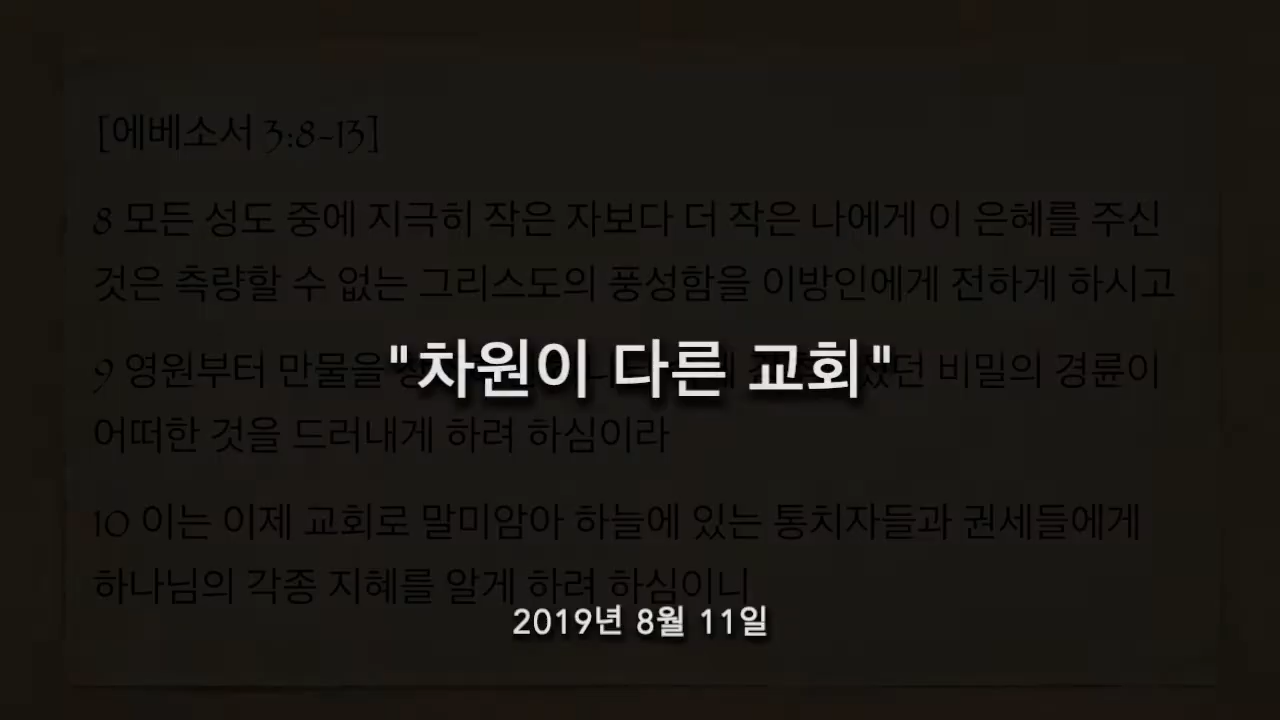 [에베소서 3:8-13]
8 모든 성도 중에 지극히 작은 자보다 더 작은 나에게 이 은혜를 주신
것은 측량할 수 없는 그리스도의 풍성함을 이방인에게 전하게 하시고
"차원이 다른 교회"
9 영원부터 만물을 비밀의 경륜이
어떠한 것을 드러내게 하려 하심이라
10 이는 이제 교회로 말미암아 하늘에 있는 통치자들과 권세들에게
하나님의 각종 지혜를 알게 하려 하심이니
2019년 8월 11일